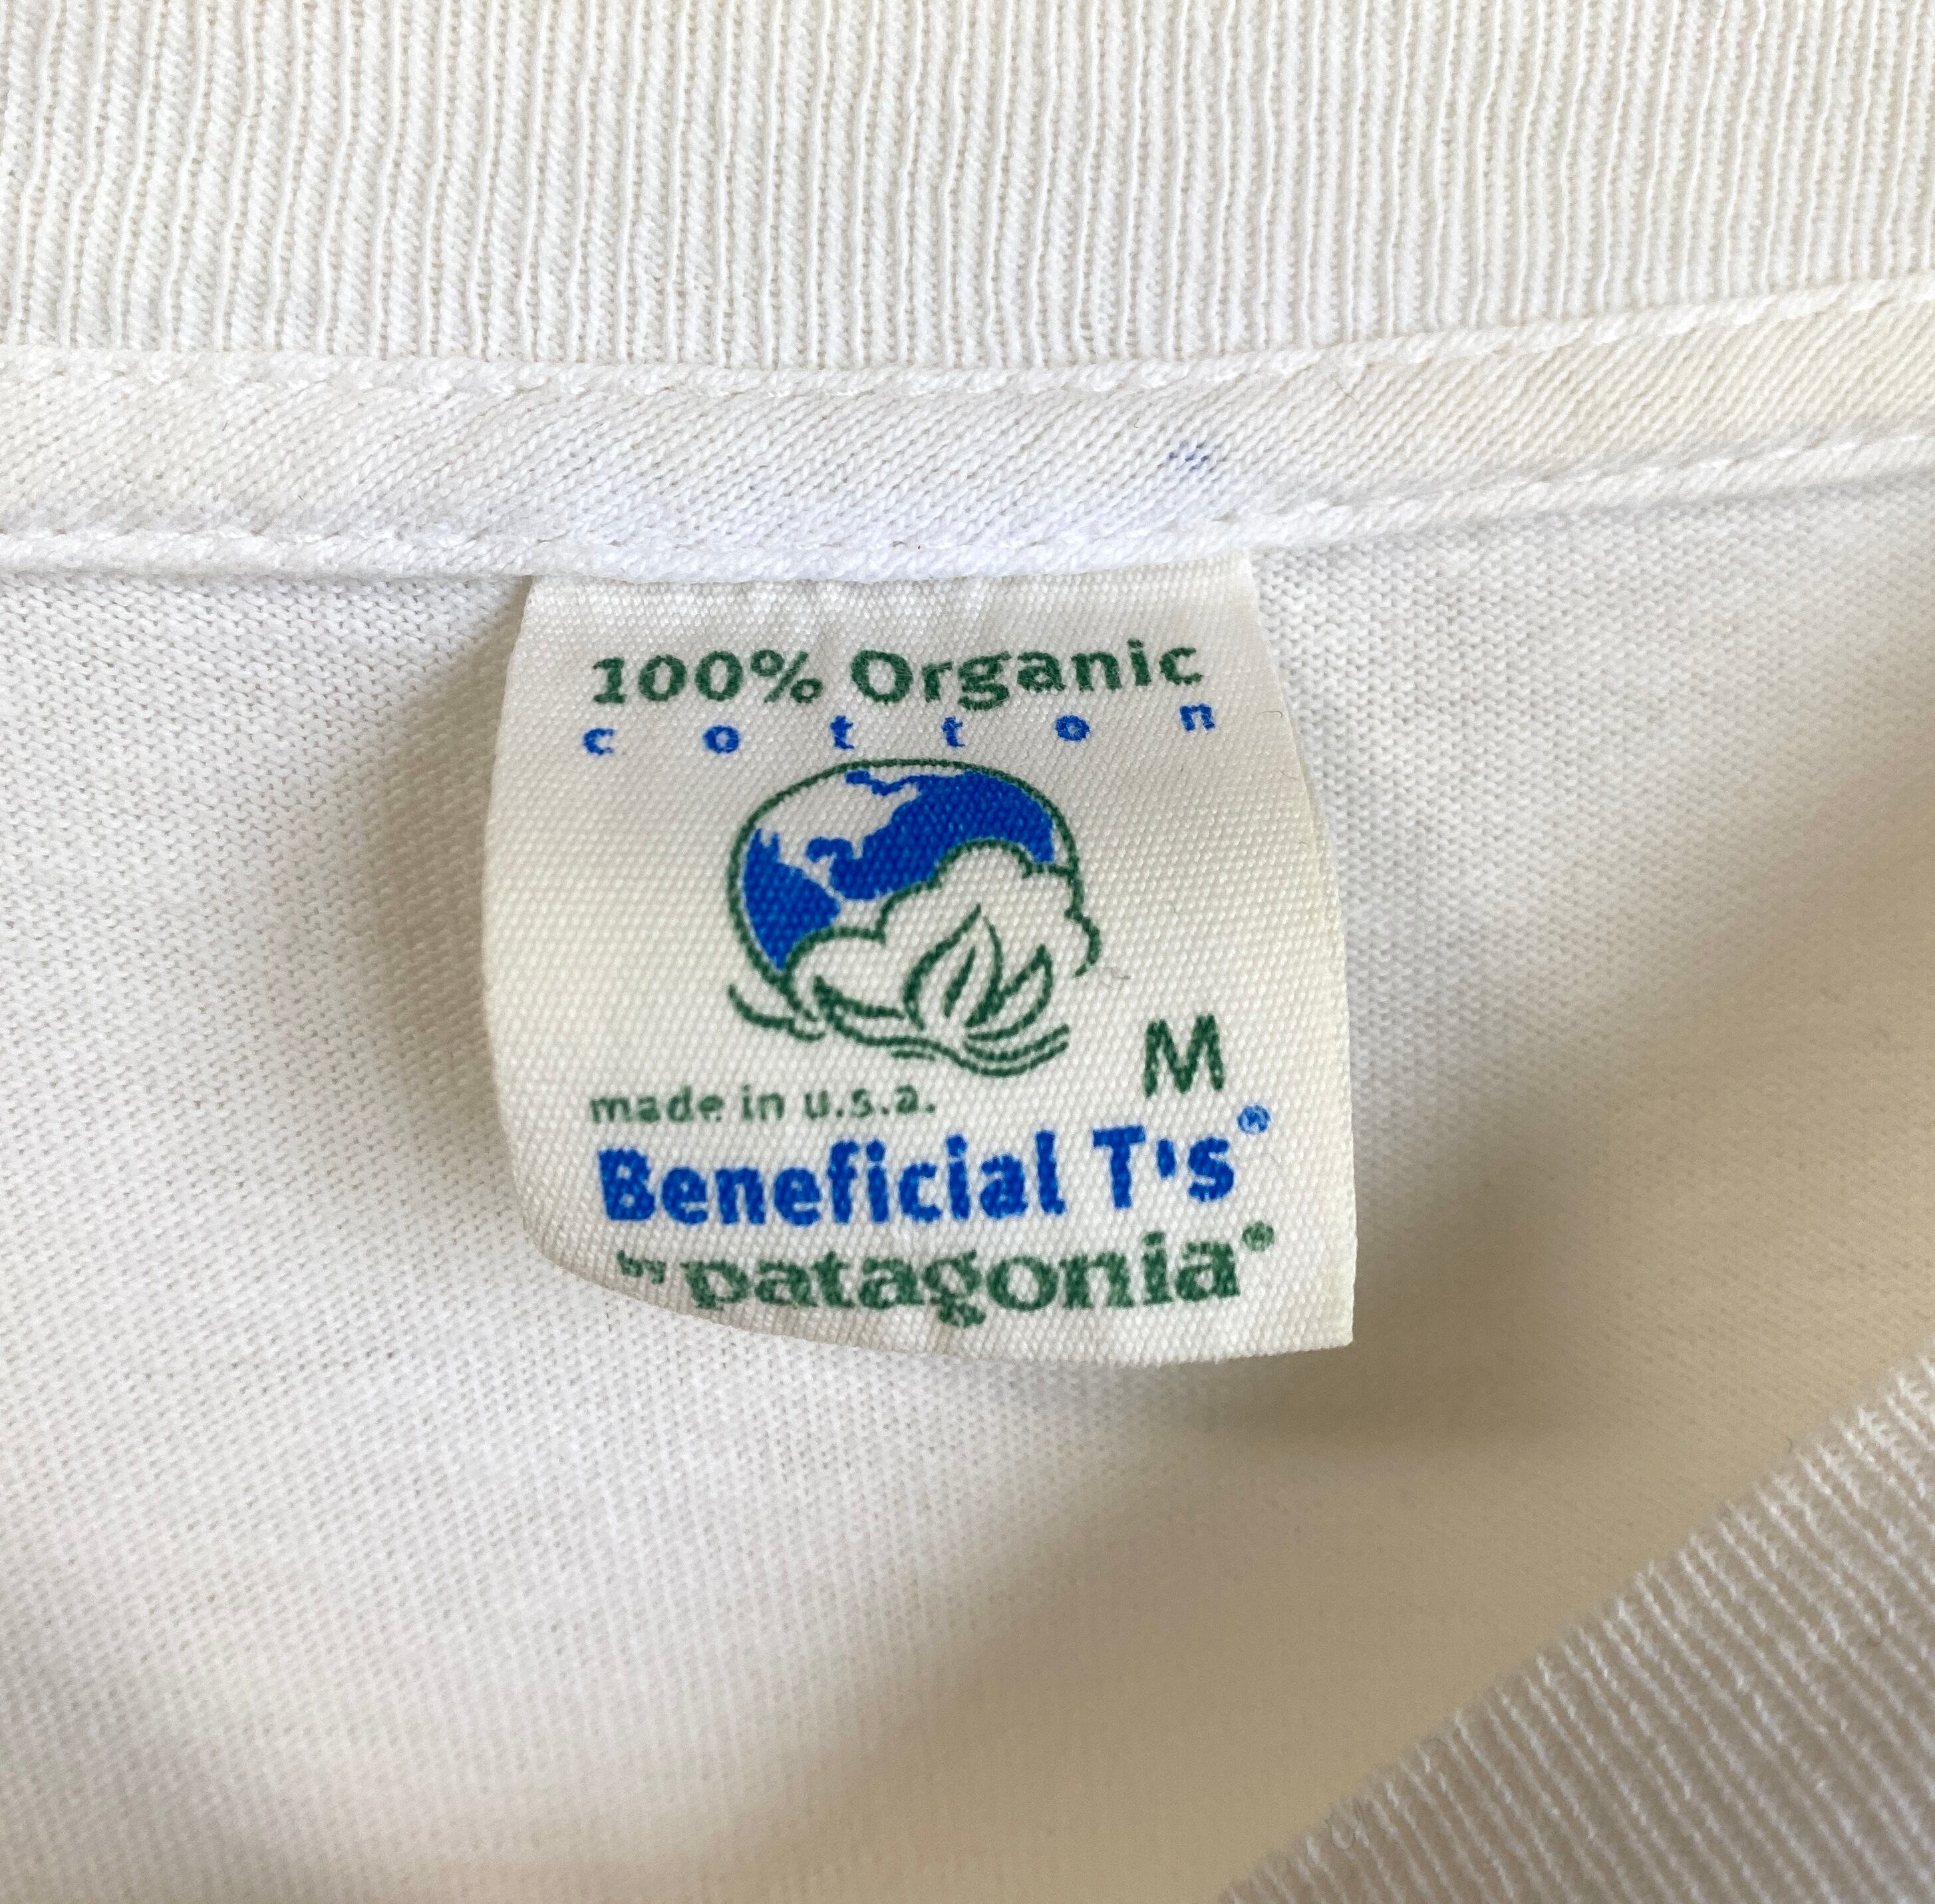 100% Organic
cotton
M
made in u.s.a.
Beneficial T's®
by patagonia®